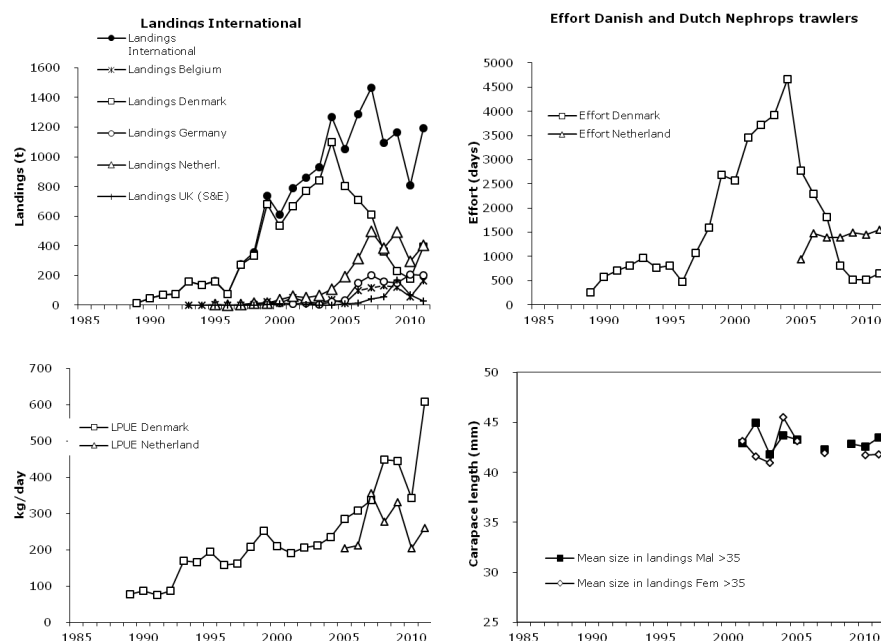 Landings International
Landings
International
Landings Belgium
Landings Denmark
Landings Germany
Landings Netherl.
Landings UK (S&E)
Landings (t)
1600
1400
1200
1000
800
600
400
200
0
1985 1990 1995 2000 2005 2010
Effort Danish and Dutch Nephrops trawlers
Effort Denmark
Effort Netherland
Effort (days)
5000
4500
4000
3500
3000
2500
2000
1500
1000
500
0
1985 1990 1995 2000 2005 2010
LPUE Denmark
LPUE Netherland
kg/day
700
600
500
400
300
200
100
0
1985 1990 1995 2000 2005 2010
Carapace length (mm)
50
45
40
35
30
25
Mean size in landings Mal >35
Mean size in landings Fem >35
1985 1990 1995 2000 2005 2010